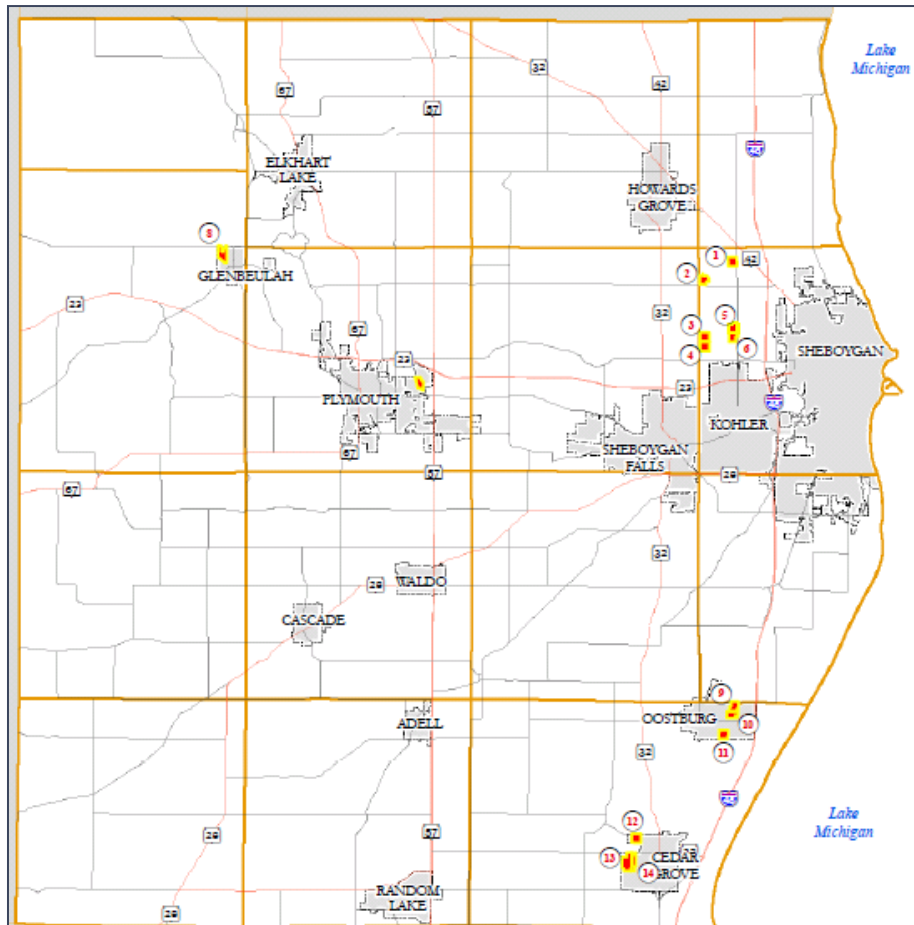 Lake
Michigan
32
67
42
57
43
ELKHART
LAKE
HOWARDS
GROVE
8
1
42
GLENBEULAH
2
23
32
5
67
3
SHEBOYGAN
4
6
23
23
PLYMOUTH
43
KOHLER
SHEBOYGAN
FALLS
67
57
28
67
32
WALDO
28
CASCADE
9
OOSTBURG
ADELL
10
32
11
43
Lake
Michigan
12
57
28
13
CEDAR
GROVE
14
RANDOM
LAKE
28